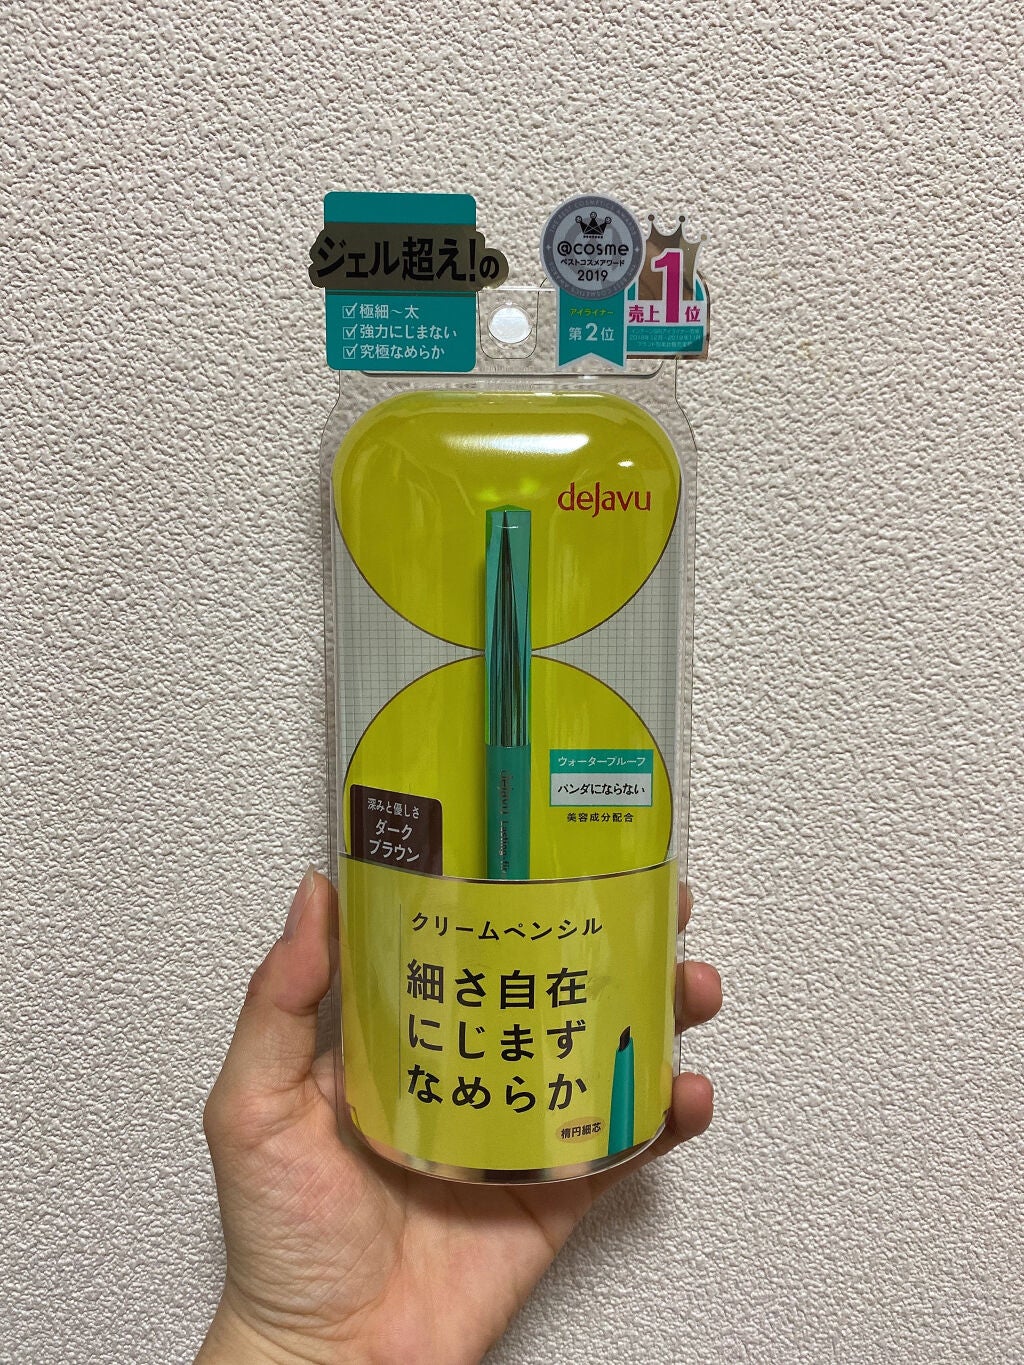 ジェル超え!の
極細～太
強力にじまない
究極なめらか
@cosme
ベストコスメアワード
2019
アイライナー
第2位
売上1位
dejavu
ウォータープルーフ
パンダにならない
美容成分配合
深みと優しさ
ダーク
ブラウン
dejavu Lasting-fi
クリームペンシル
細さ自在
にじまず
なめらか
楕円細芯